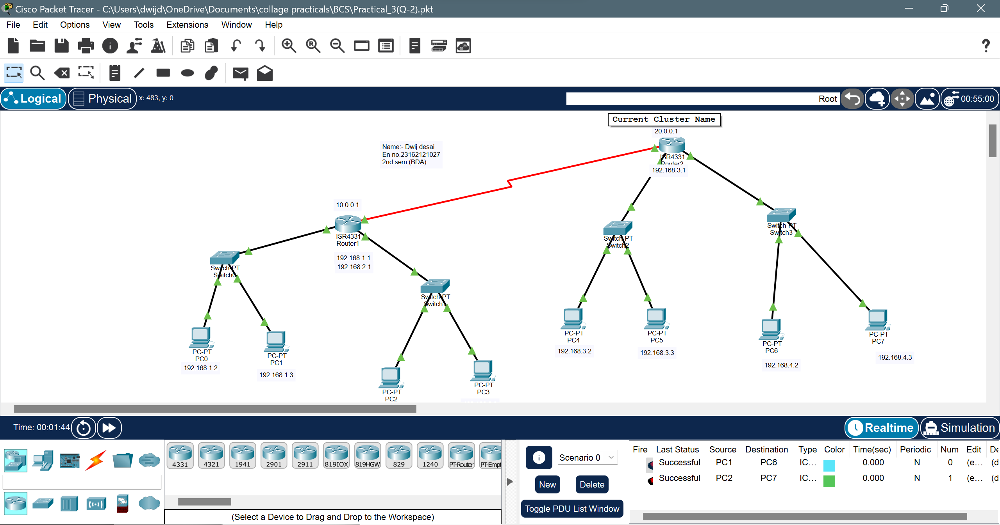 Cisco Packet Tracer - C:\Users\dwijd\OneDrive\Documents\collage practicals\BCS\Practical_3(Q-2).pkt
File Edit Options View Tools Extensions Window Help
Logical Physical x: 483, y: 0 Root 00:55:00
Current Cluster Name
20.0.0.1
ISR4331
Router2
192.168.3.1
Name:- Dwij desai
En no.23162121027
2nd sem (BDA)
10.0.0.1
ISR4331
Router1
192.168.1.1
192.168.2.1
Switch-PT
Switch3
Switch-PT
Switch2
Switch-PT
Switch0
Switch-PT
Switch1
PC-PT
PC4
192.168.3.2
PC-PT
PC5
192.168.3.3
PC-PT
PC6
192.168.4.2
PC-PT
PC7
192.168.4.3
PC-PT
PC0
192.168.1.2
PC-PT
PC1
192.168.1.3
PC-PT
PC2
PC-PT
PC3
Time: 00:01:44 Realtime Simulation
4331 4321 1941 2901 2911 819IOX 819HGW 829 1240 PT-Router PT-Empt
(Select a Device to Drag and Drop to the Workspace)
Scenario 0
New Delete
Toggle PDU List Window
Fire Last Status Source Destination Type Color Time(sec) Periodic Num Edit De
Successful PC1 PC6 IC... 0.000 N 0 (e... (d
Successful PC2 PC7 IC... 0.000 N 1 (e... (d